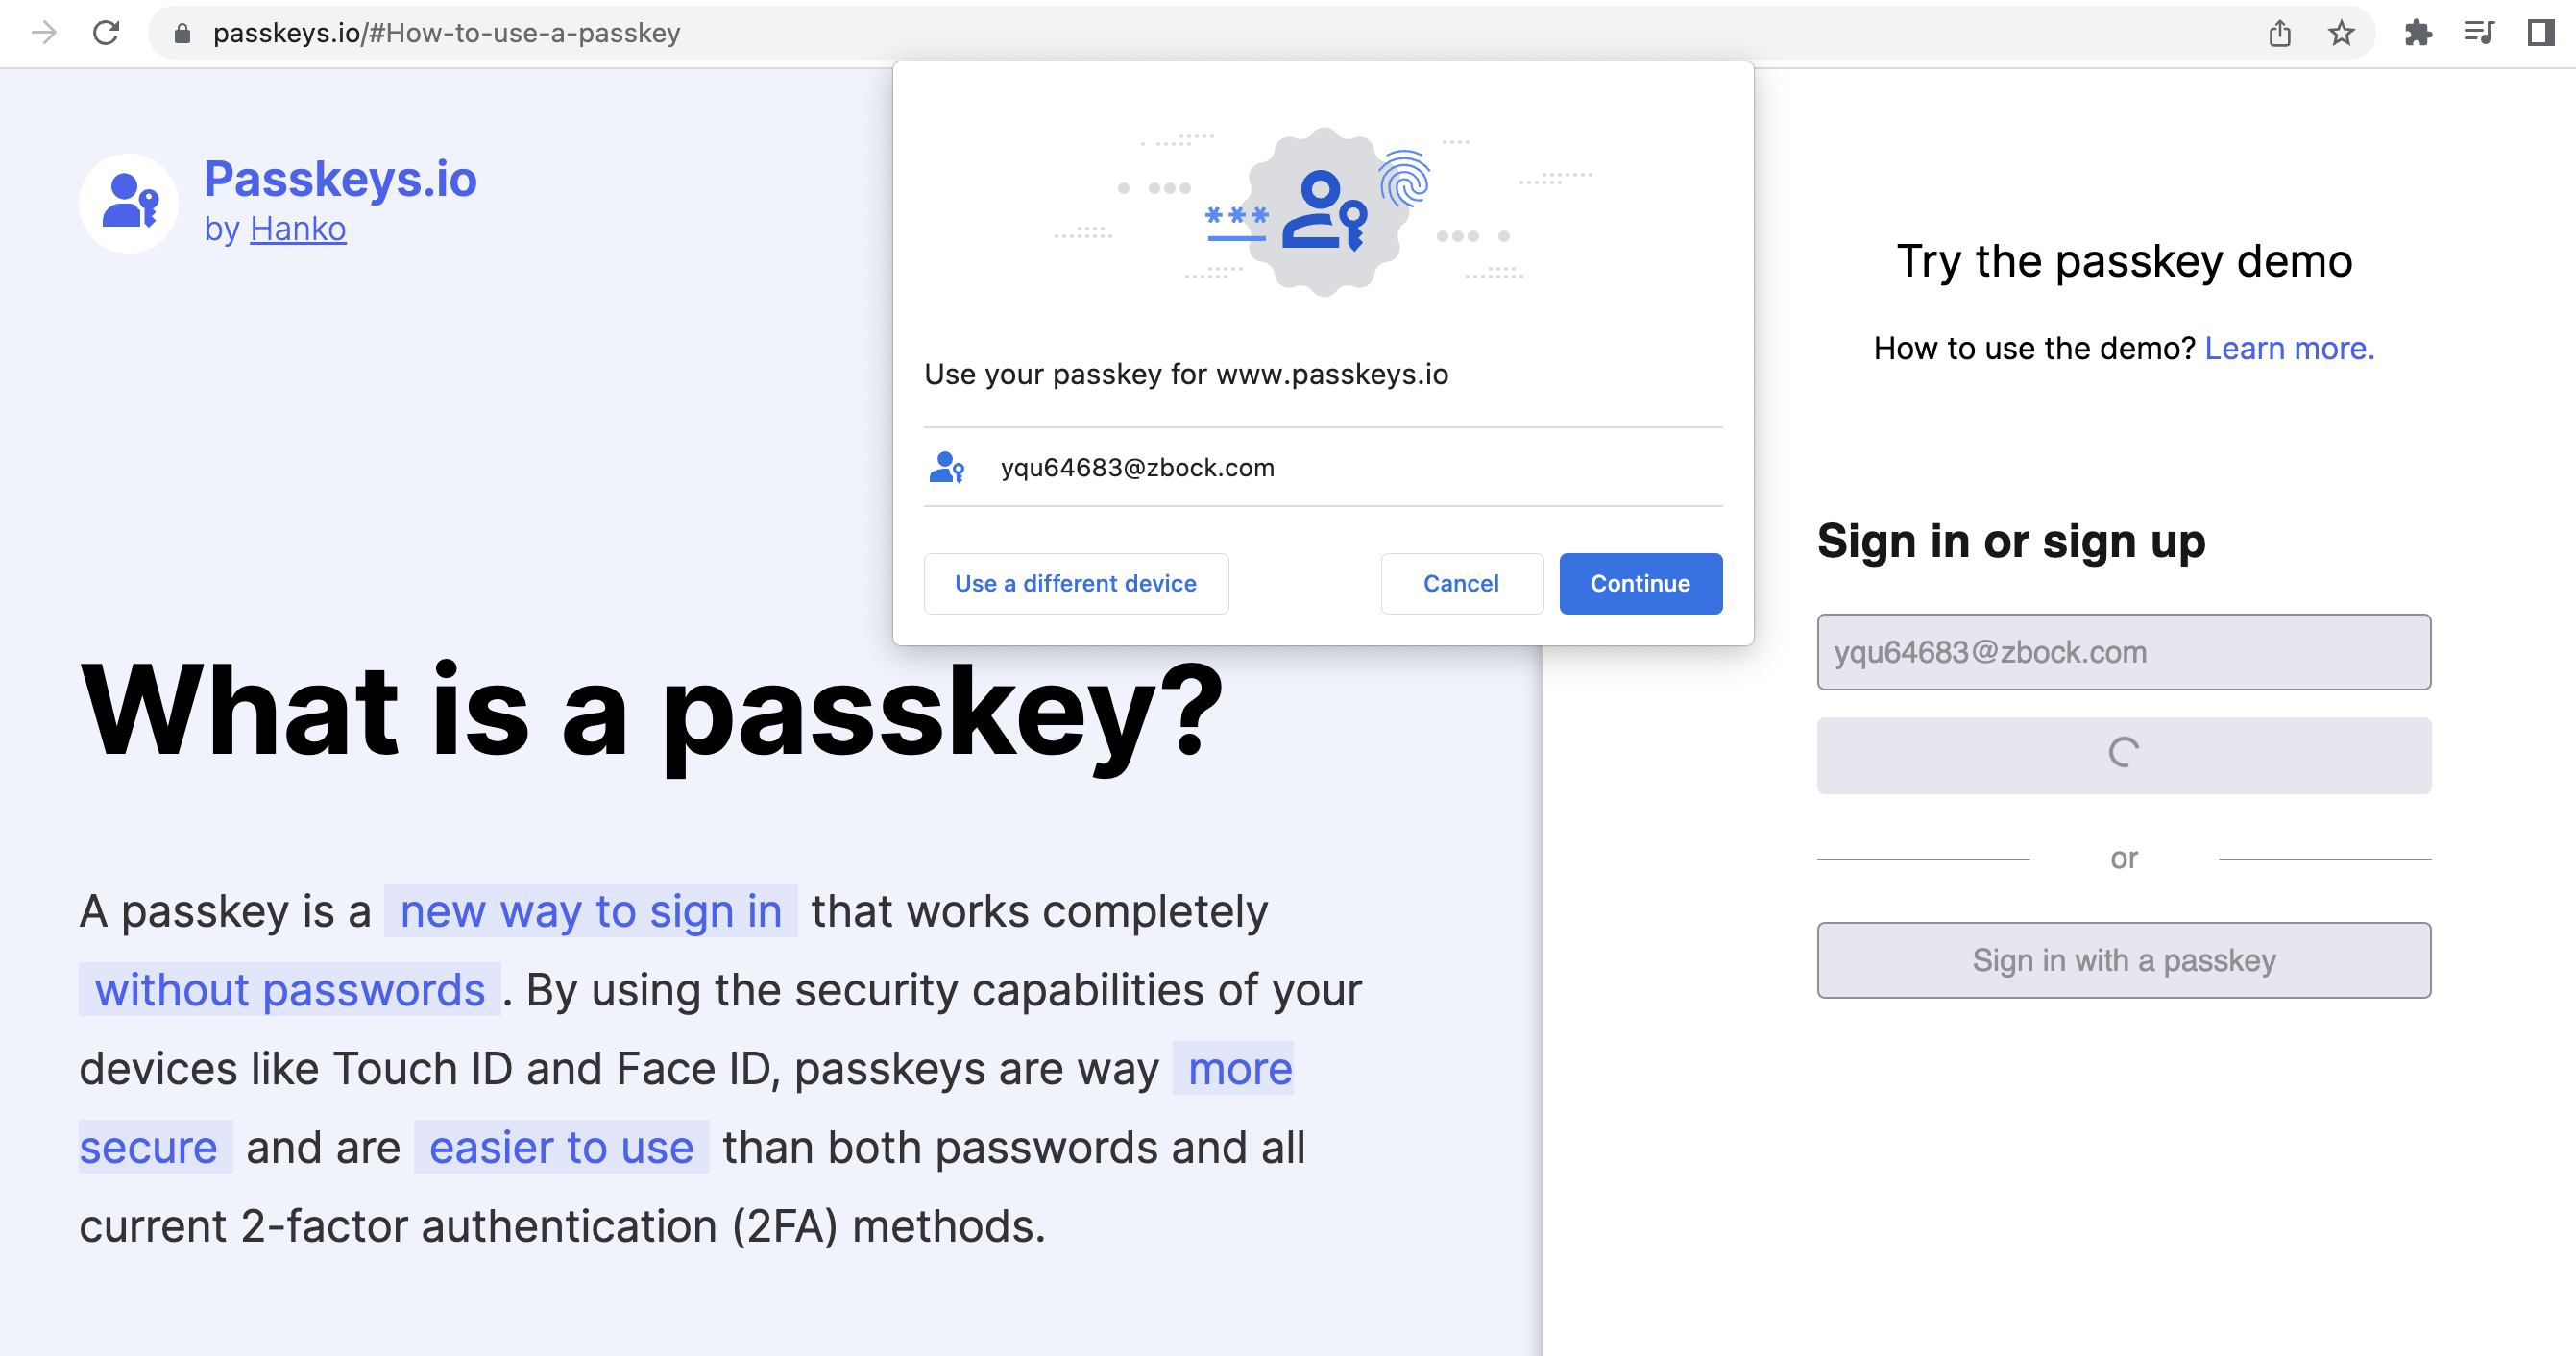 passkeys.io/#How-to-use-a-passkey
Passkeys.io
by Hanko
***
Use your passkey for www.passkeys.io
yqu64683@zbock.com
Use a different device
Cancel
Continue
Try the passkey demo
How to use the demo? Learn more.
Sign in or sign up
yqu64683@zbock.com
or
Sign in with a passkey
What is a passkey?
A passkey is a new way to sign in that works completely
without passwords . By using the security capabilities of your
devices like Touch ID and Face ID, passkeys are way more
secure and are easier to use than both passwords and all
current 2-factor authentication (2FA) methods.